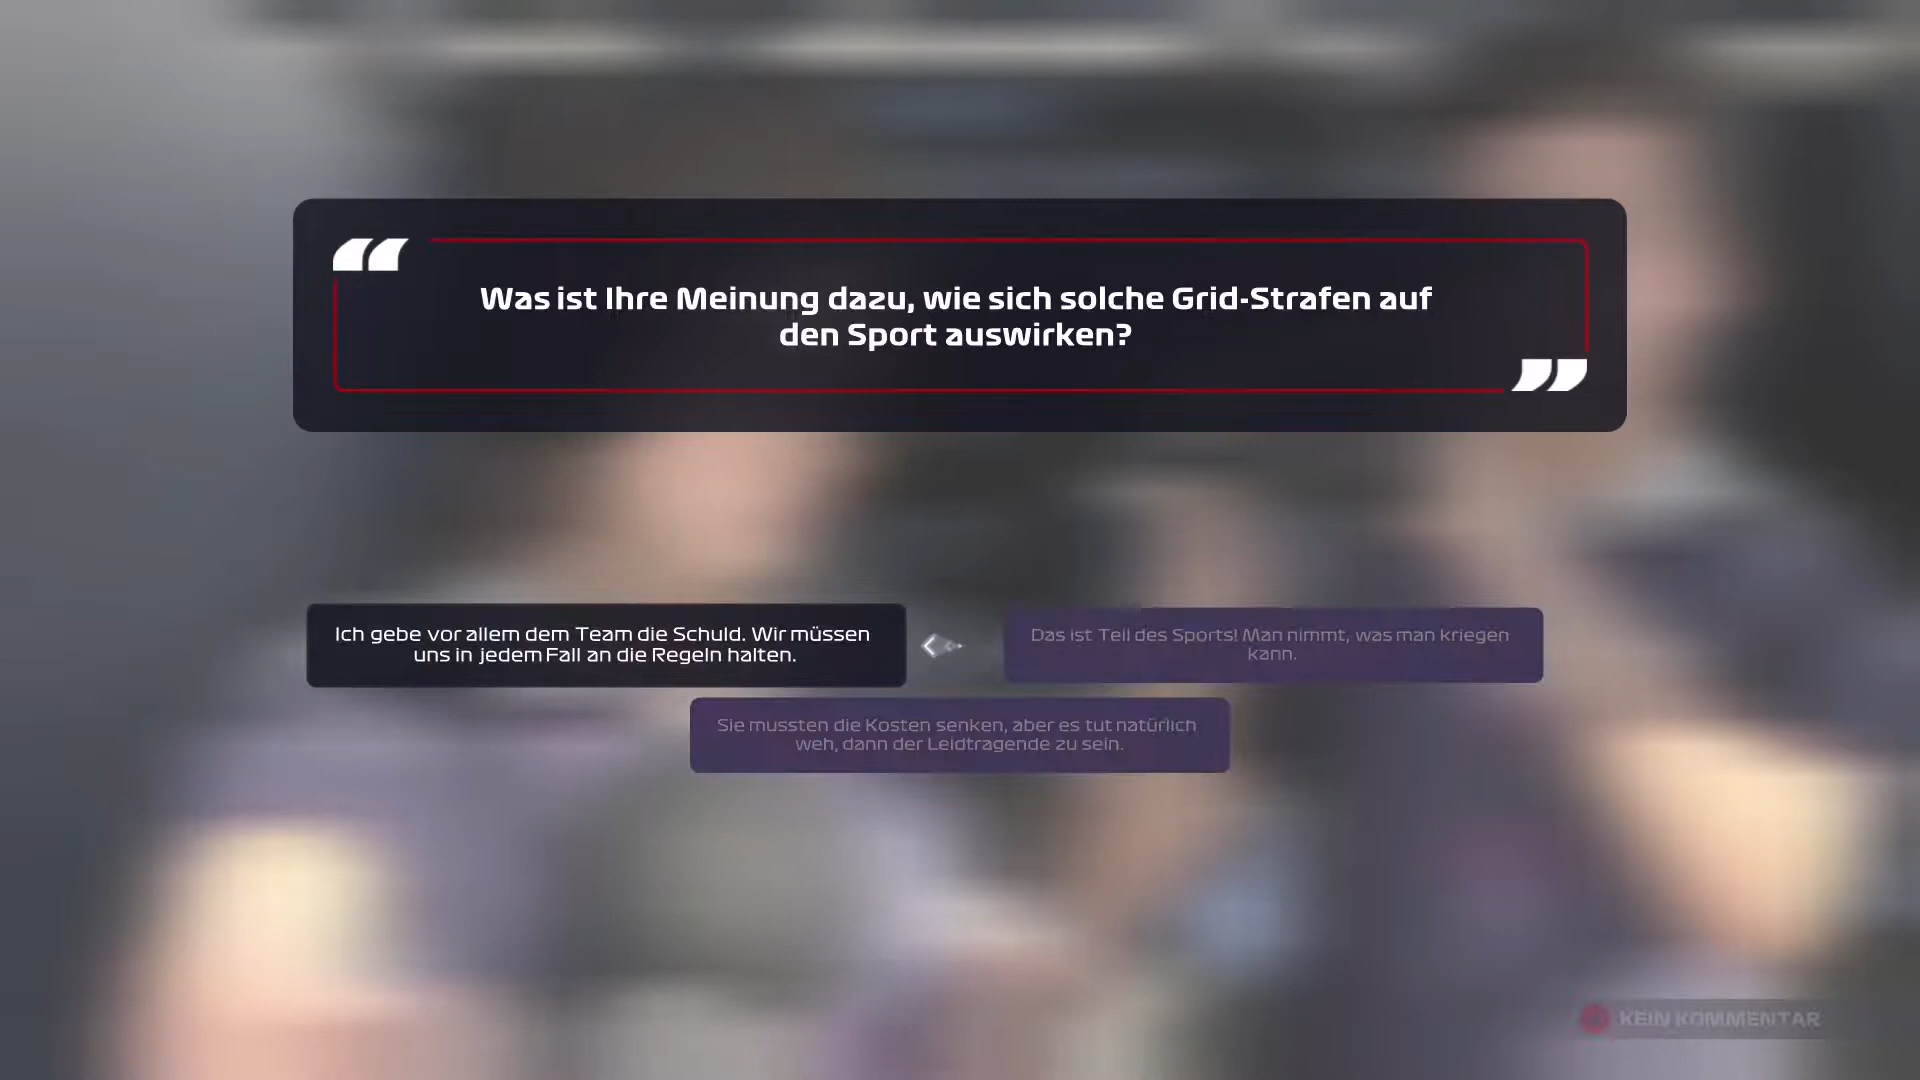 Was ist Ihre Meinung dazu, wie sich solche Grid-Strafen auf
den Sport auswirken?
Ich gebe vor allem dem Team die Schuld. Wir müssen
uns in jedem Fall an die Regeln halten.
Das ist Teil des Sports! Man nimmt, was man kriegen
kann.
Sie mussten die Kosten senken, aber es tut natürlich
weh, dann der Leidtragende zu sein.
KEIN KOMMENTAR